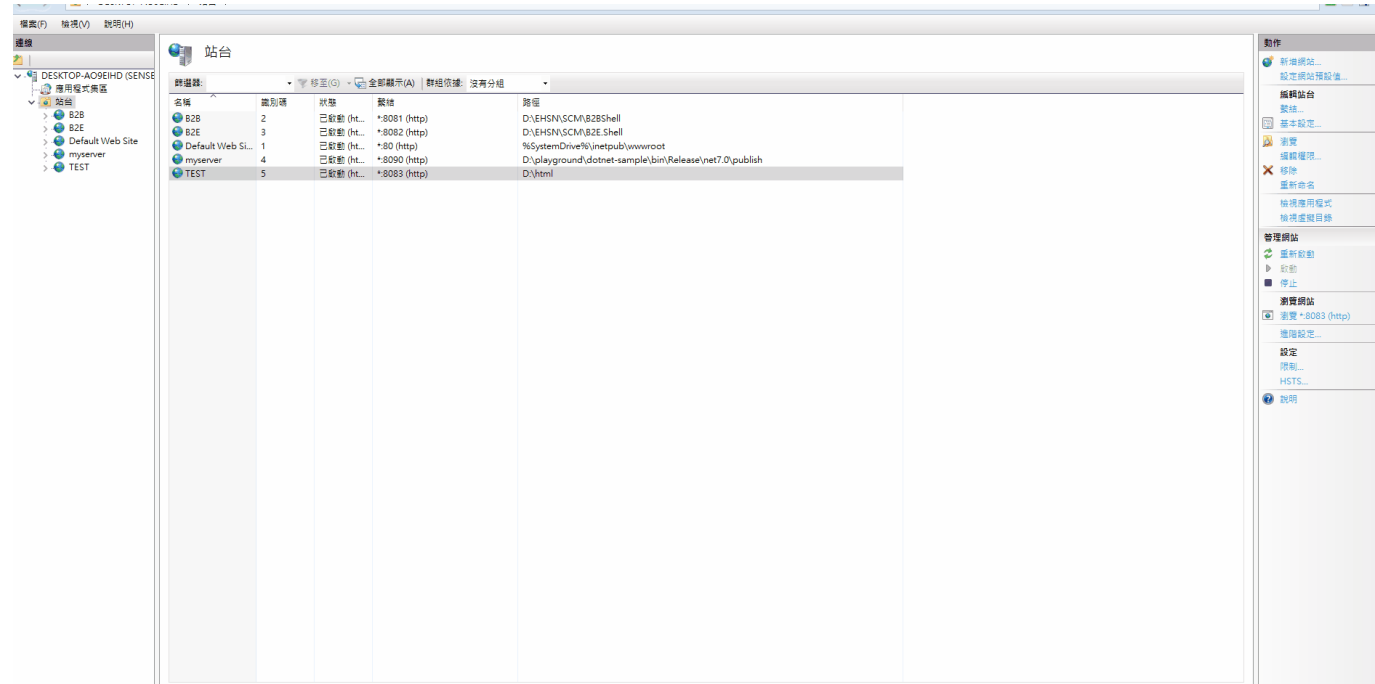 檔案(F) 檢視(V) 說明(H)
連線
DESKTOP-AO9EIHD (SENSE
應用程式集區
站台
B2B
B2E
Default Web Site
myserver
TEST
站台
篩選器: 移至(G) 全部顯示(A) 群組依據: 沒有分組
名稱 識別碼 狀態 繫結 路徑
B2B 2 已啟動 (ht... *:8081 (http) D:\EHSN\SCM\B2BShell
B2E 3 已啟動 (ht... *:8082 (http) D:\EHSN\SCM\B2E.Shell
Default Web Si... 1 已啟動 (ht... *:80 (http) %SystemDrive%\inetpub\wwwroot
myserver 4 已啟動 (ht... *:8090 (http) D:\playground\dotnet-sample\bin\Release\net7.0\publish
TEST 5 已啟動 (ht... *:8083 (http) D:\html
動作
新增網站...
設定網站預設值...
編輯站台
繫結...
基本設定...
瀏覽
編輯權限...
移除
重新命名
檢視應用程式
檢視虛擬目錄
管理網站
重新啟動
啟動
停止
瀏覽網站
瀏覽 *:8083 (http)
進階設定...
設定
限制...
HSTS...
說明